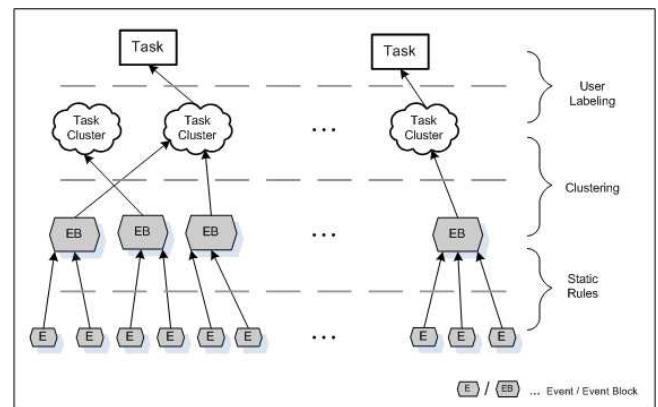 Task
Task
User
Labeling
Task
Cluster
Task
Cluster
...
Task
Cluster
Clustering
EB
EB
EB
...
EB
Static
Rules
E
E
E
E
E
E
...
E
E
E
E / EB ... Event / Event Block